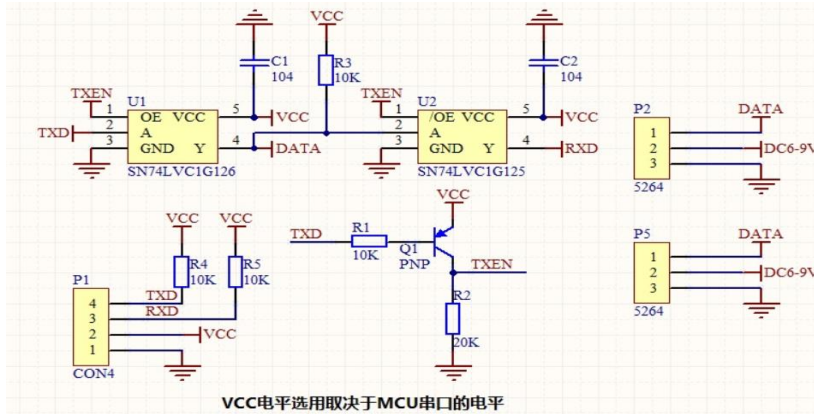 VCC
C1
104
R3
10K
C2
104
TXEN
U1
1
OE
VCC
5
VCC
TXD
2
A
3
GND
Y
4
DATA
SN74LVC1G126
TXEN
U2
1
/OE
VCC
5
VCC
2
A
3
GND
Y
4
RXD
SN74LVC1G125
P2
DATA
1
2
DC6-9V
3
5264
VCC
VCC
R4
10K
R5
10K
P1
4
TXD
3
RXD
2
VCC
1
CON4
VCC
TXD
R1
10K
Q1
PNP
TXEN
R2
20K
P5
DATA
1
2
DC6-9V
3
5264
VCC电平选用取决于MCU串口的电平